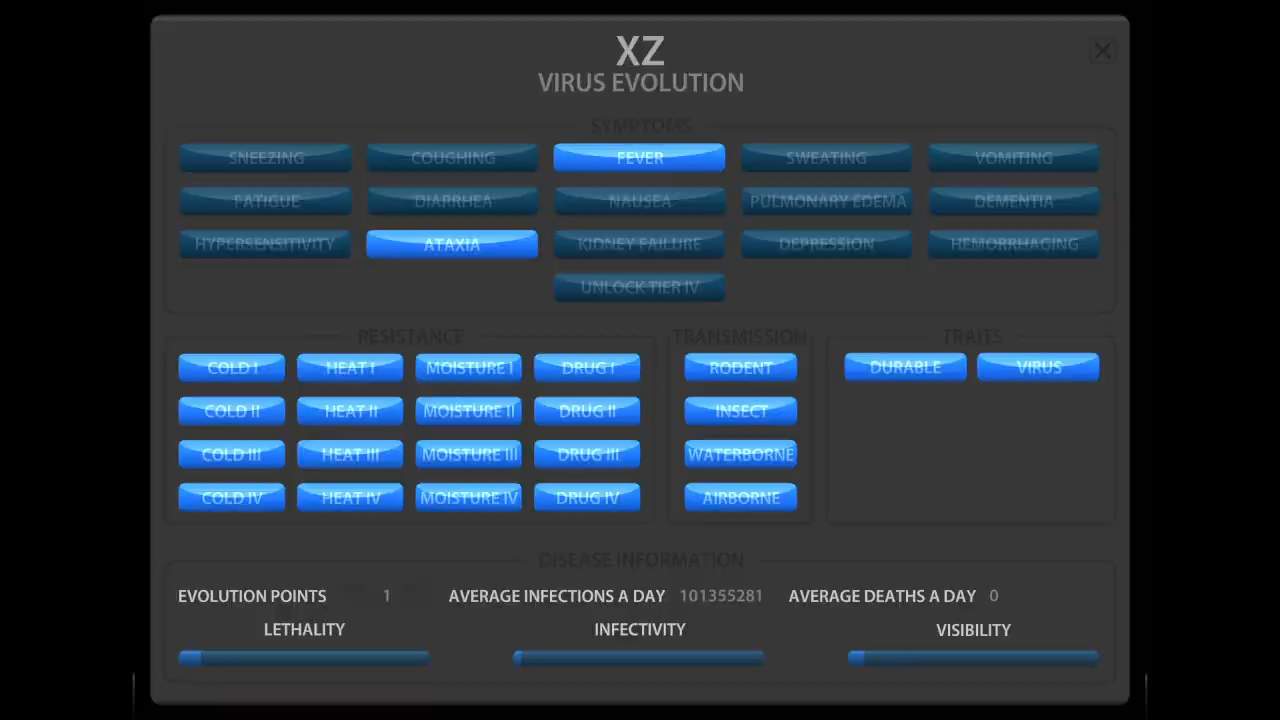 XZ
VIRUS EVOLUTION
SYMPTOMS
SNEEZING COUGHING FEVER SWEATING VOMITING
FATIGUE DIARRHEA NAUSEA PULMONARY EDEMA DEMENTIA
HYPERSENSITIVITY ATAXIA KIDNEY FAILURE DEPRESSION HEMORRHAGING
UNLOCK TIER IV
RESISTANCE TRANSMISSION TRAITS
COLD I HEAT I MOISTURE I DRUG I RODENT DURABLE VIRUS
COLD II HEAT II MOISTURE II DRUG II INSECT
COLD III HEAT III MOISTURE III DRUG III WATERBORNE
COLD IV HEAT IV MOISTURE IV DRUG IV AIRBORNE
DISEASE INFORMATION
EVOLUTION POINTS 1 AVERAGE INFECTIONS A DAY 101355281 AVERAGE DEATHS A DAY 0
LETHALITY INFECTIVITY VISIBILITY